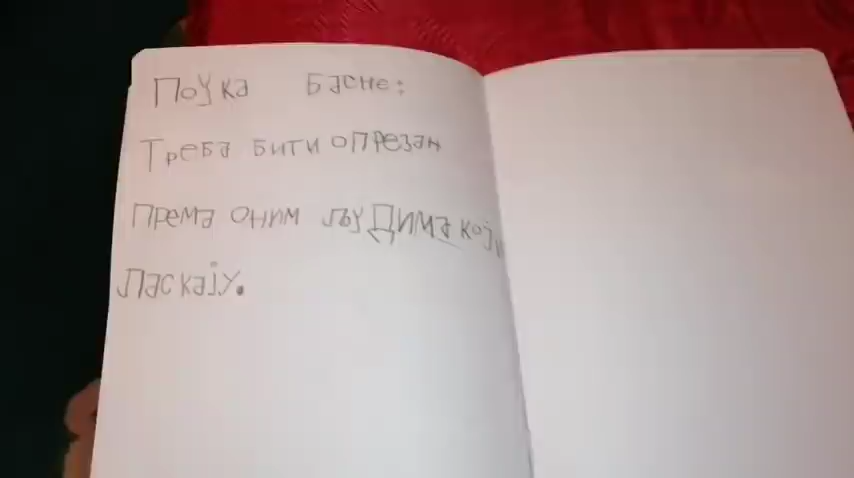 Поука басне:
Треба бити опрезан
према оним људима који
ласкају.